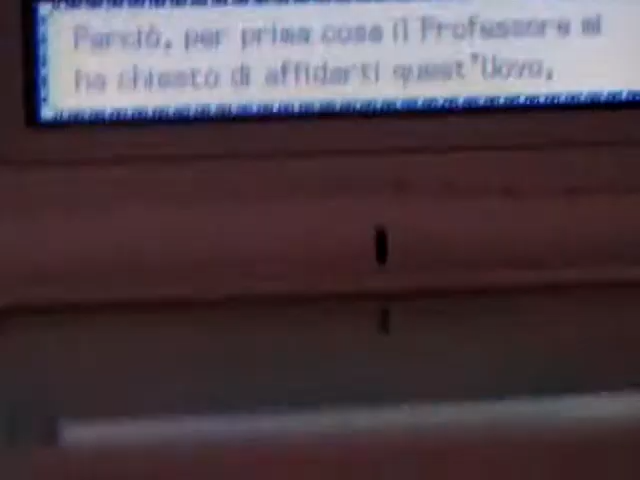 Perciò, per prima cosa il Professore mi
ha chiesto di affidarti quest'Uovo.